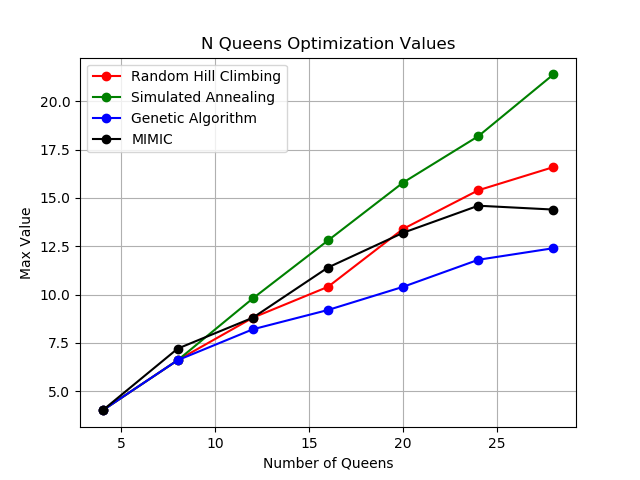 N Queens Optimization Values
Random Hill Climbing
Simulated Annealing
Genetic Algorithm
MIMIC
20.0
17.5
15.0
12.5
10.0
7.5
5.0
Max Value
5 10 15 20 25
Number of Queens